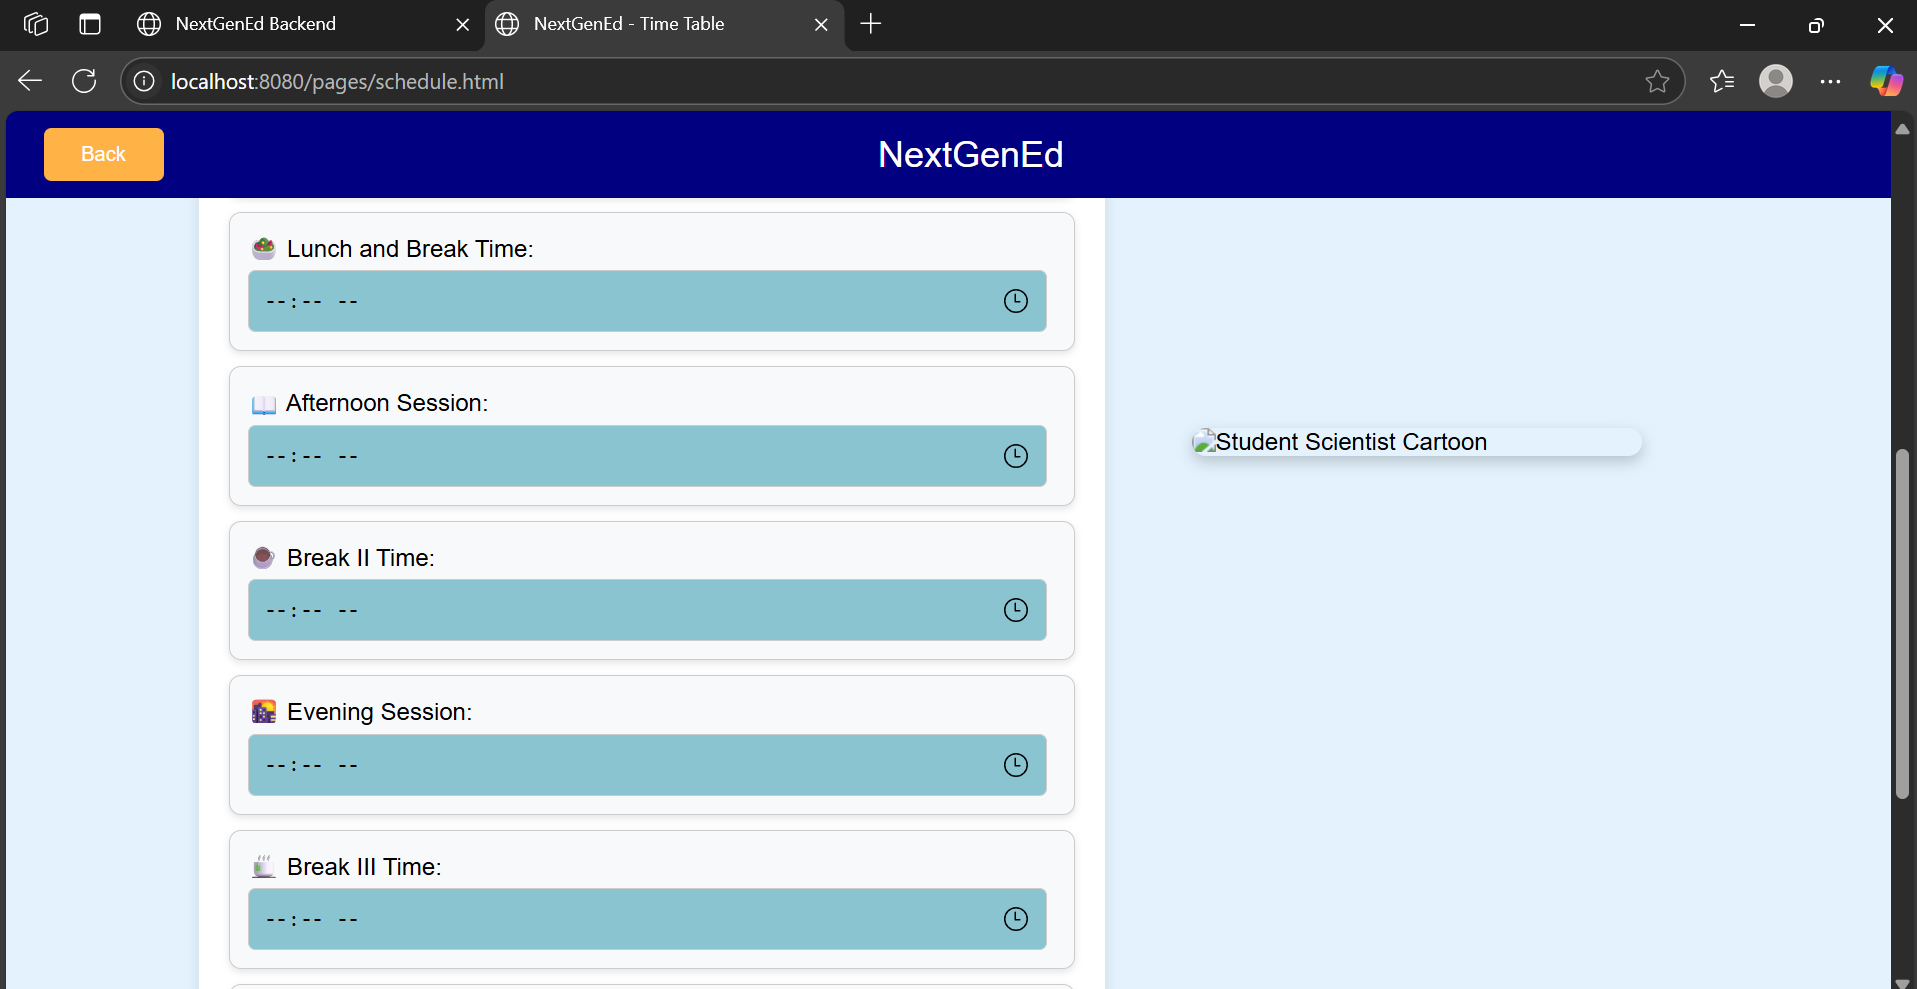 NextGenEd Backend
NextGenEd - Time Table
localhost:8080/pages/schedule.html
Back
NextGenEd
Lunch and Break Time:
--:-- --
Afternoon Session:
--:-- --
Student Scientist Cartoon
Break II Time:
--:-- --
Evening Session:
--:-- --
Break III Time:
--:-- --